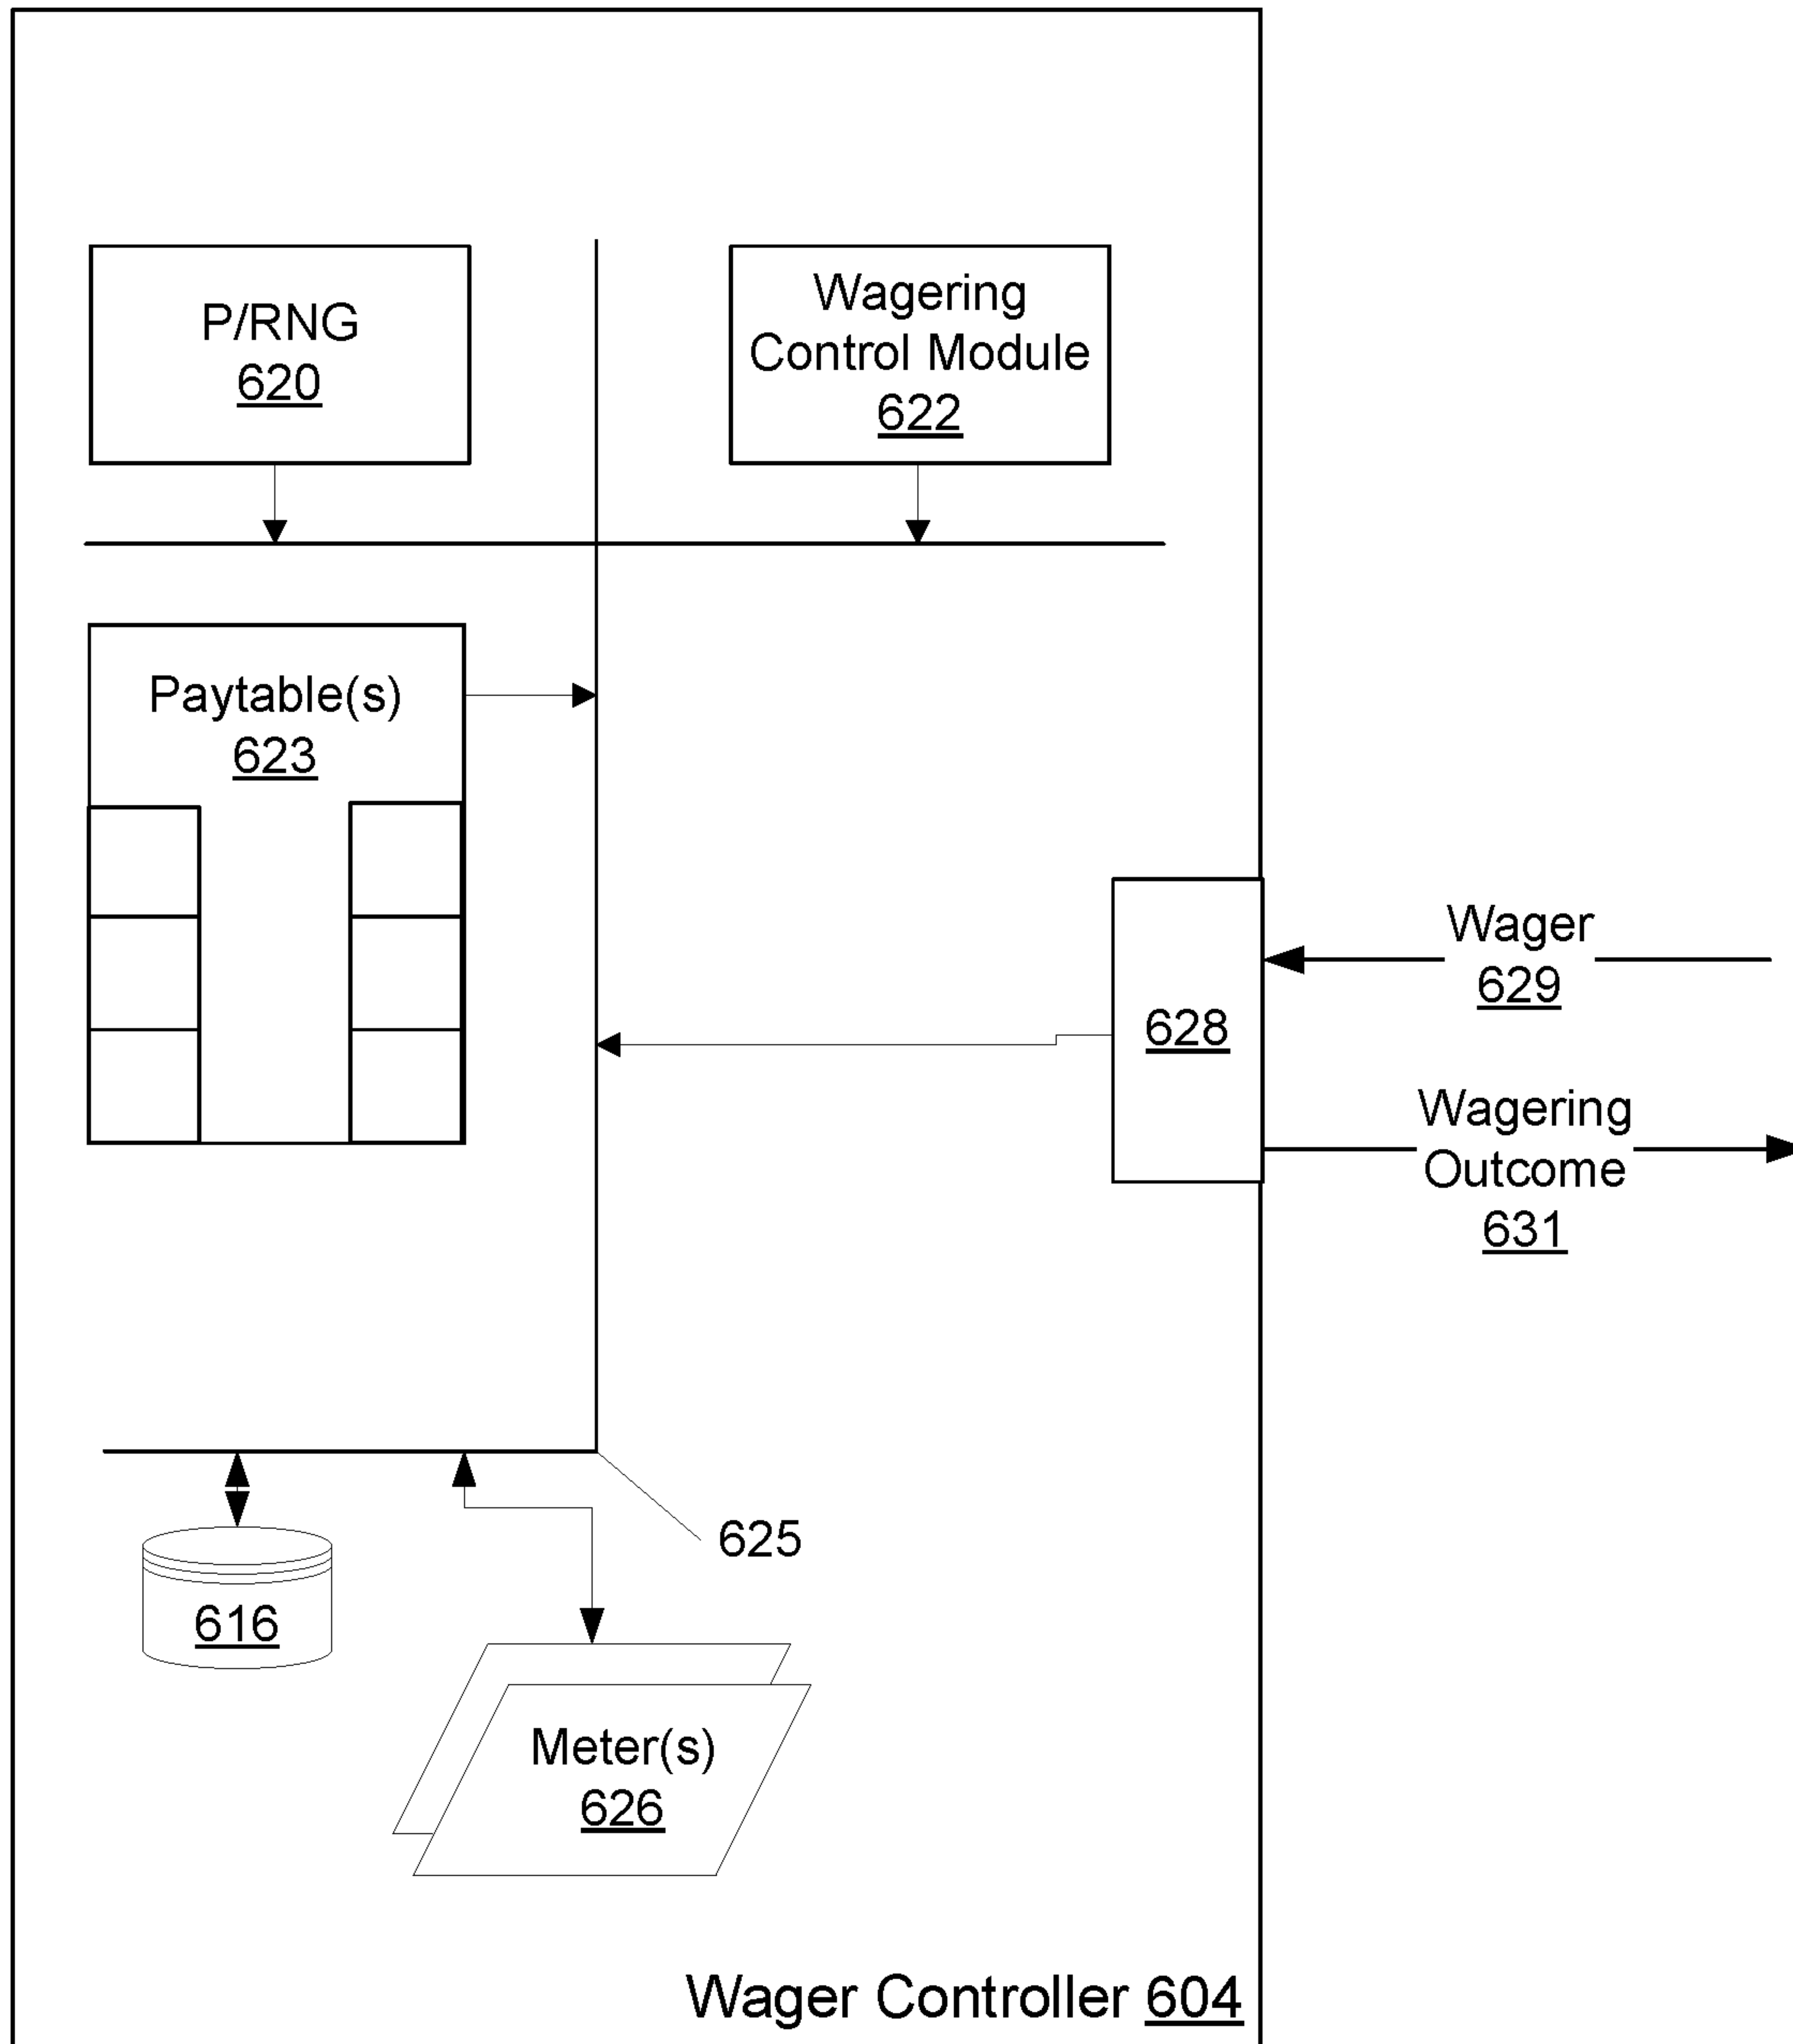 P/RNG
620
Wagering
Control Module
622
Paytable(s)
623
Wager
629
628
Wagering
Outcome
631
625
616
Meter(s)
626
Wager Controller 604